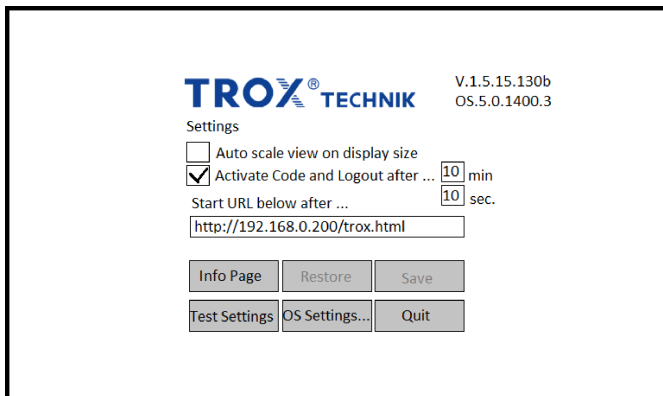 TROX® TECHNIK
V.1.5.15.130b
OS.5.0.1400.3
Settings
Auto scale view on display size
Activate Code and Logout after ... 10 min
Start URL below after ... 10 sec.
http://192.168.0.200/trox.html
Info Page Restore Save
Test Settings OS Settings... Quit